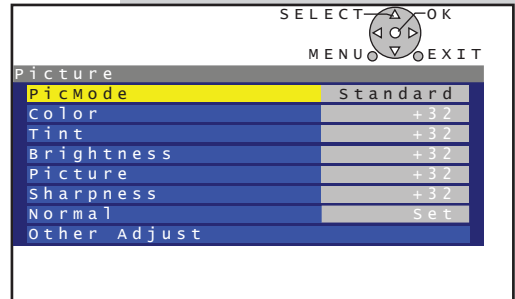 SELECT OK
MENU EXIT
Picture
PicMode Standard
Color +32
Tint +32
Brightness +32
Picture +32
Sharpness +32
Normal Set
Other Adjust